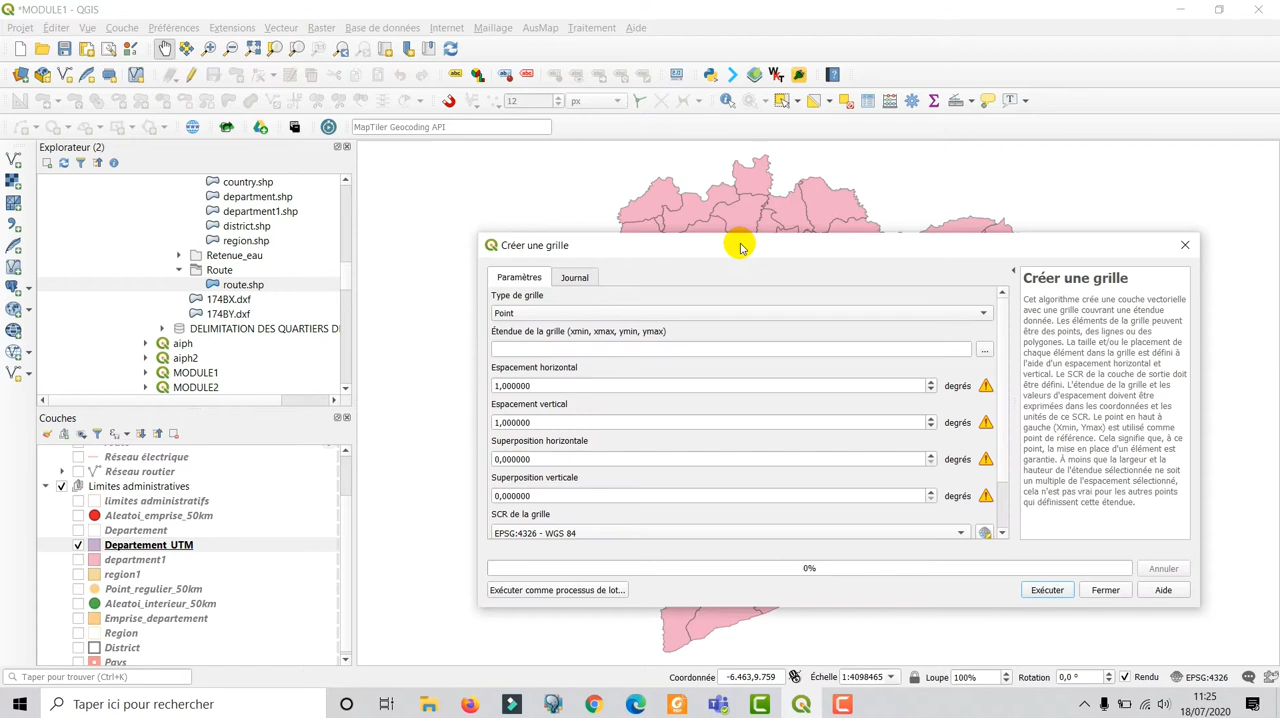 *MODULE1 - QGIS
Projet Éditer Vue Couche Préférences Extensions Vecteur Raster Base de données Internet Maillage AusMap Traitement Aide
12 px
MapTiler Geocoding API
Explorateur (2)
country.shp
department.shp
department1.shp
district.shp
region.shp
Retenue_eau
Route
route.shp
174BX.dxf
174BY.dxf
DELIMITATION DES QUARTIERS DE
aiph
aiph2
MODULE1
MODULE2
Couches
Réseau électrique
Réseau routier
Limites administratives
limites administratifs
Aleatoi_emprise_50km
Departement
Departement_UTM
department1
region1
Point_regulier_50km
Aleatoi_interieur_50km
Emprise_departement
Region
District
Pays
Créer une grille
Paramètres Journal
Type de grille
Point
Étendue de la grille (xmin, xmax, ymin, ymax)
...
Espacement horizontal
1,000000 degrés
Espacement vertical
1,000000 degrés
Superposition horizontale
0,000000 degrés
Superposition verticale
0,000000 degrés
SCR de la grille
EPSG:4326 - WGS 84
0%
Annuler
Exécuter comme processus de lot... Exécuter Fermer Aide
Créer une grille
Cet algorithme crée une couche vectorielle
avec une grille couvrant une étendue
donnée. Les éléments de la grille peuvent
être des points, des lignes ou des
polygones. La taille et/ou le placement de
chaque élément dans la grille est défini à
l'aide d'un espacement horizontal et
vertical. Le SCR de la couche de sortie doit
être défini. L'étendue de la grille et les
valeurs d'espacement doivent être
exprimées dans les coordonnées et les
unités de ce SCR. Le point en haut à
gauche (Xmin, Ymax) est utilisé comme
point de référence. Cela signifie que, à ce
point, la mise en place d'un élément est
garantie. À moins que la largeur et la
hauteur de l'étendue sélectionnée ne soit
un multiple de l'espacement sélectionné,
cela n'est pas vrai pour les autres points
qui définissent cette étendue.
Taper pour trouver (Ctrl+K) Coordonnée -6.463,9.759 Échelle 1:4098465 Loupe 100% Rotation 0,0 ° Rendu EPSG:4326
Taper ici pour rechercher
11:25
18/07/2020